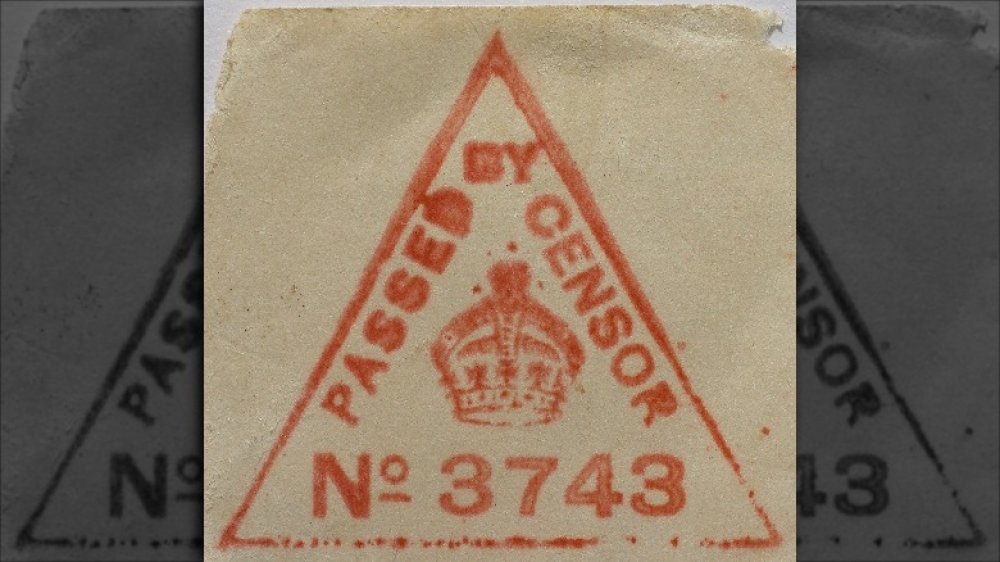 PASSED BY CENSOR
Nº 3743